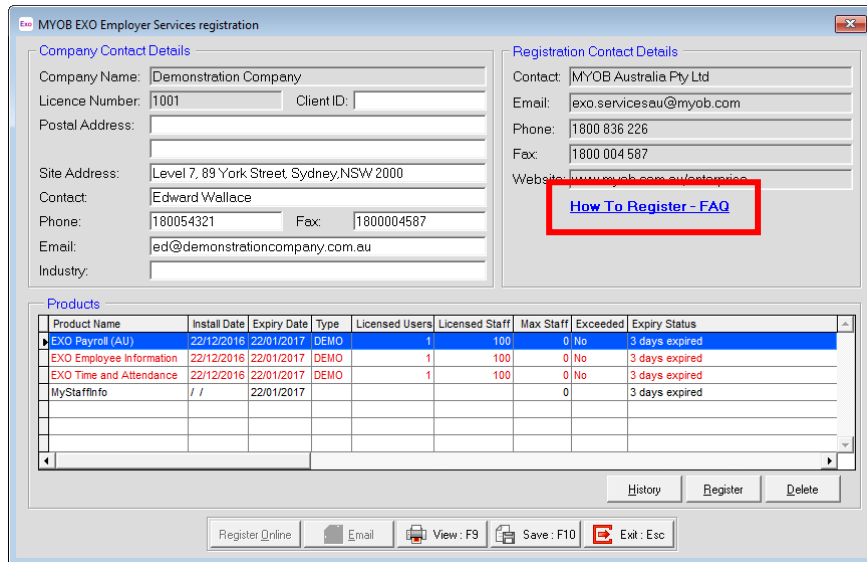 Exo MYOB EXO Employer Services registration
Company Contact Details
Company Name: Demonstration Company
Licence Number: 1001 Client ID:
Postal Address:
Site Address: Level 7, 89 York Street, Sydney,NSW 2000
Contact: Edward Wallace
Phone: 180054321 Fax: 1800004587
Email: ed@demonstrationcompany.com.au
Industry:
Registration Contact Details
Contact: MYOB Australia Pty Ltd
Email: exo.servicesau@myob.com
Phone: 1800 836 226
Fax: 1800 004 587
Website: www.myob.com.au/enterprise
How To Register - FAQ
Products
Product Name Install Date Expiry Date Type Licensed Users Licensed Staff Max Staff Exceeded Expiry Status
EXO Payroll (AU) 22/12/2016 22/01/2017 DEMO 1 100 0 No 3 days expired
EXO Employee Information 22/12/2016 22/01/2017 DEMO 1 100 0 No 3 days expired
EXO Time and Attendance 22/12/2016 22/01/2017 DEMO 1 100 0 No 3 days expired
MyStaffInfo / / 22/01/2017 0 3 days expired
History Register Delete
Register Online Email View : F9 Save : F10 Exit : Esc